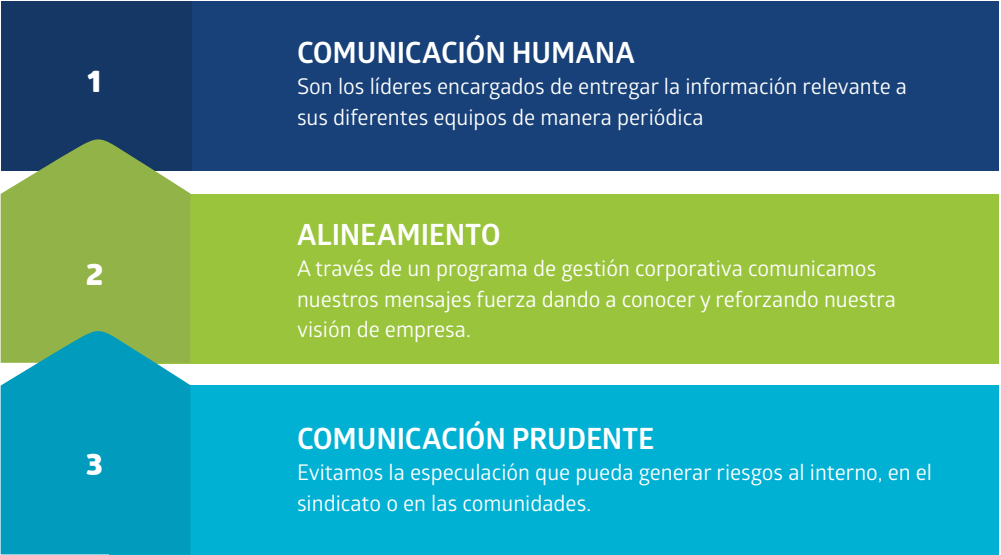 1
COMUNICACIÓN HUMANA
Son los líderes encargados de entregar la información relevante a
sus diferentes equipos de manera periódica
2
ALINEAMIENTO
A través de un programa de gestión corporativa comunicamos
nuestros mensajes fuerza dando a conocer y reforzando nuestra
visión de empresa.
3
COMUNICACIÓN PRUDENTE
Evitamos la especulación que pueda generar riesgos al interno, en el
sindicato o en las comunidades.